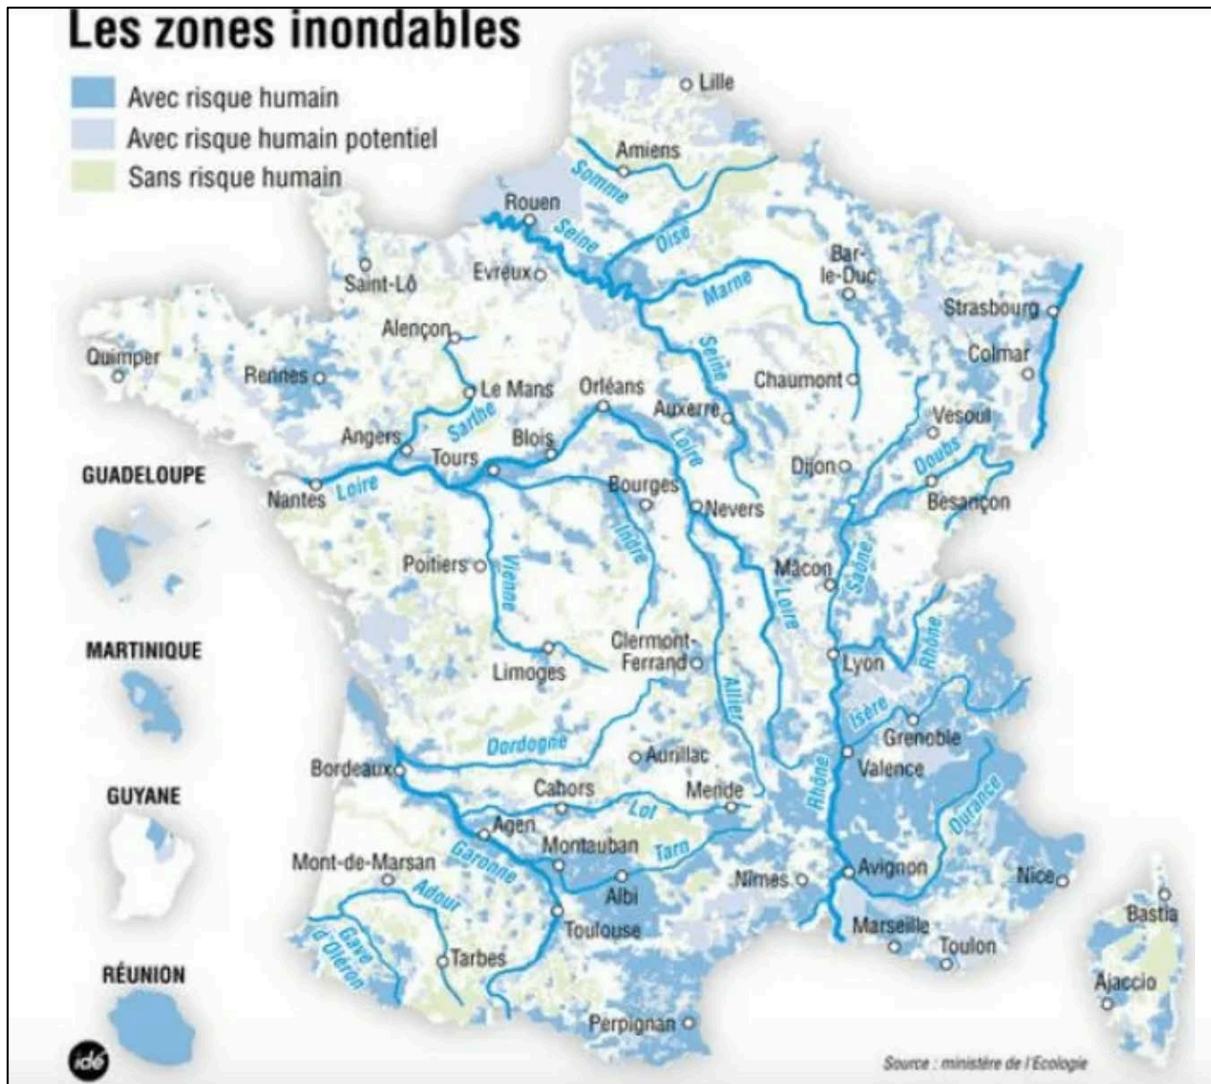 Les zones inondables
Avec risque humain
Avec risque humain potentiel
Sans risque humain
Lille
Amiens
Somme
Rouen
Seine
Oise
Evreux
Saint-Lô
Marne
Bar-
le-Duc
Strasbourg
Alençon
Colmar
Quimper
Rennes
Le Mans
Orléans
Seine
Chaumont
Auxerre
Vesoul
Sarthe
Angers
Blois
Tours
Loire
Dijon
Doubs
Besançon
Nantes
Loire
Bourges
Nevers
Indre
Poitiers
Vienne
Mâcon
Saône
Loire
Clermont-
Ferrand
Limoges
Lyon
Rhône
Allier
Isère
Grenoble
Dordogne
Aurillac
Valence
Bordeaux
Rhône
Cahors
Lot
Mende
Durance
Agen
Garonne
Montauban
Tarn
Mont-de-Marsan
Albi
Nîmes
Avignon
Nice
Adour
Toulouse
Marseille
Toulon
Bastia
Gave
d'Oléron
Tarbes
Ajaccio
Perpignan
GUADELOUPE
MARTINIQUE
GUYANE
RÉUNION
idé
Source : ministère de l'Ecologie